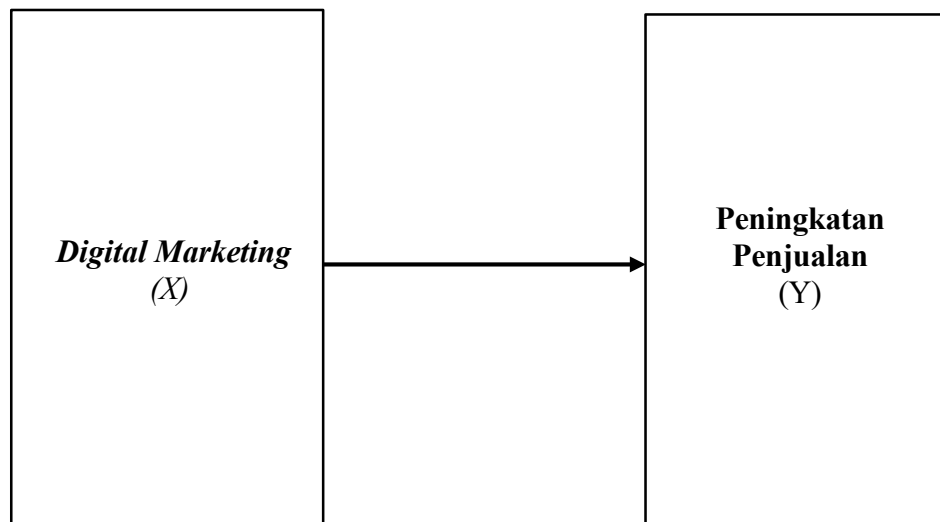 Digital Marketing
(X)
Peningkatan
Penjualan
(Y)